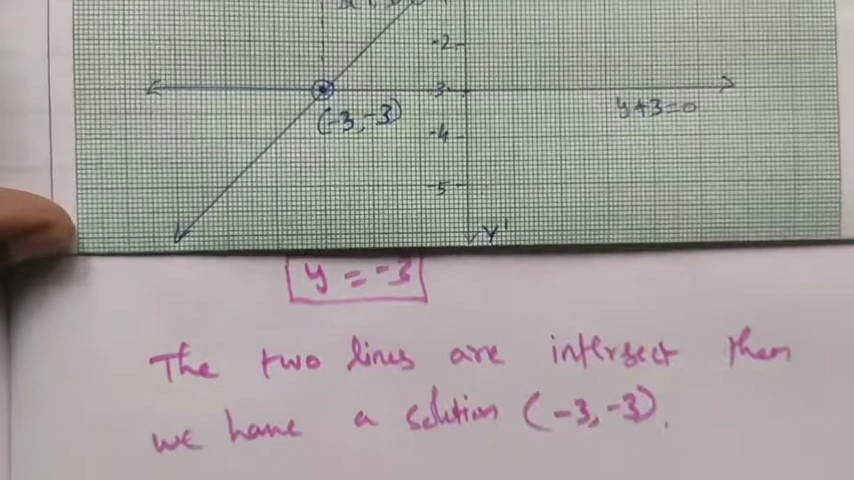 -2
-3
(-3,-3)
y+3=0
-4
-5
Y'
y = -3
The two lines are intersect then
we have a solution (-3,-3).